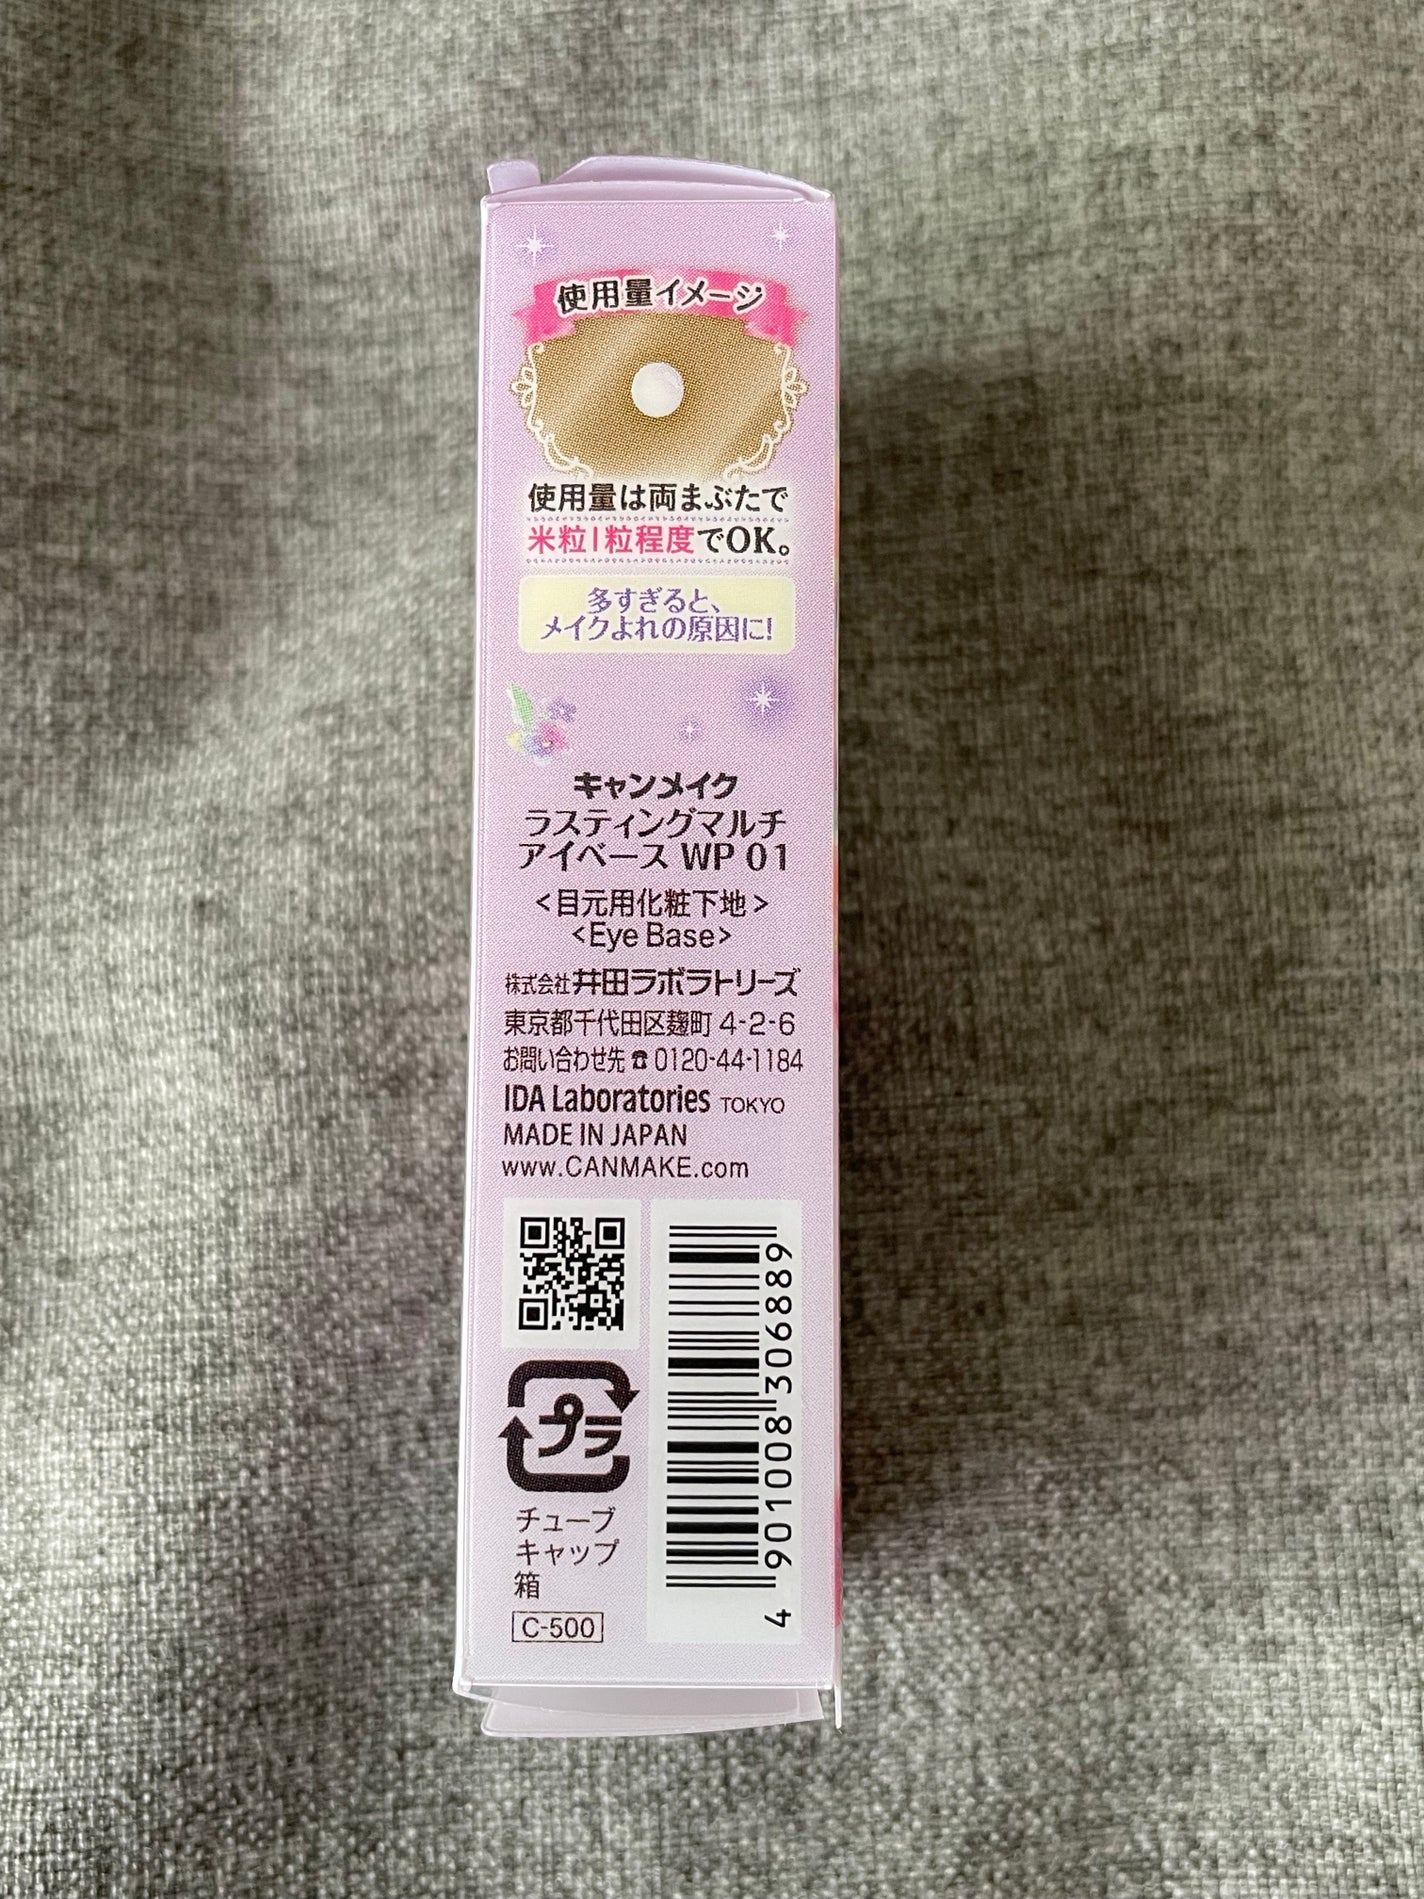 使用量イメージ
使用量は両まぶたで
米粒1粒程度でOK。
多すぎると、
メイクよれの原因に!
キャンメイク
ラスティングマルチ
アイベース WP 01
<目元用化粧下地>
<Eye Base>
株式会社井田ラボラトリーズ
東京都千代田区麹町 4-2-6
お問い合わせ先☎0120-44-1184
IDA Laboratories TOKYO
MADE IN JAPAN
www.CANMAKE.com
プラ
チューブ
キャップ
箱
C-500
4 901008 306889